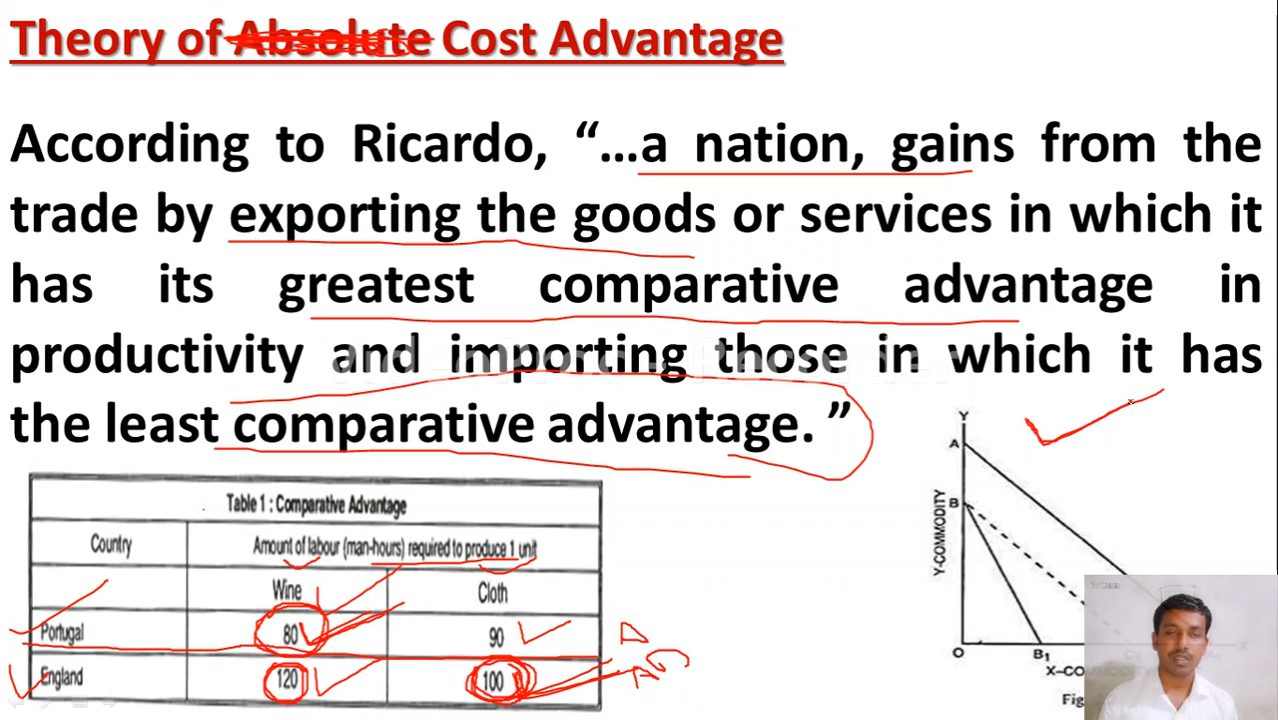 Theory of Absolute Cost Advantage
According to Ricardo, “...a nation, gains from the
trade by exporting the goods or services in which it
has its greatest comparative advantage in
productivity and importing those in which it has
the least comparative advantage. ”
Table 1 : Comparative Advantage
Country
Amount of labour (man-hours) required to produce 1 unit
Wine
Cloth
Portugal
80
90
England
120
100
Y
A
B
Y-COMMODITY
O
B1
X-CO
Fig